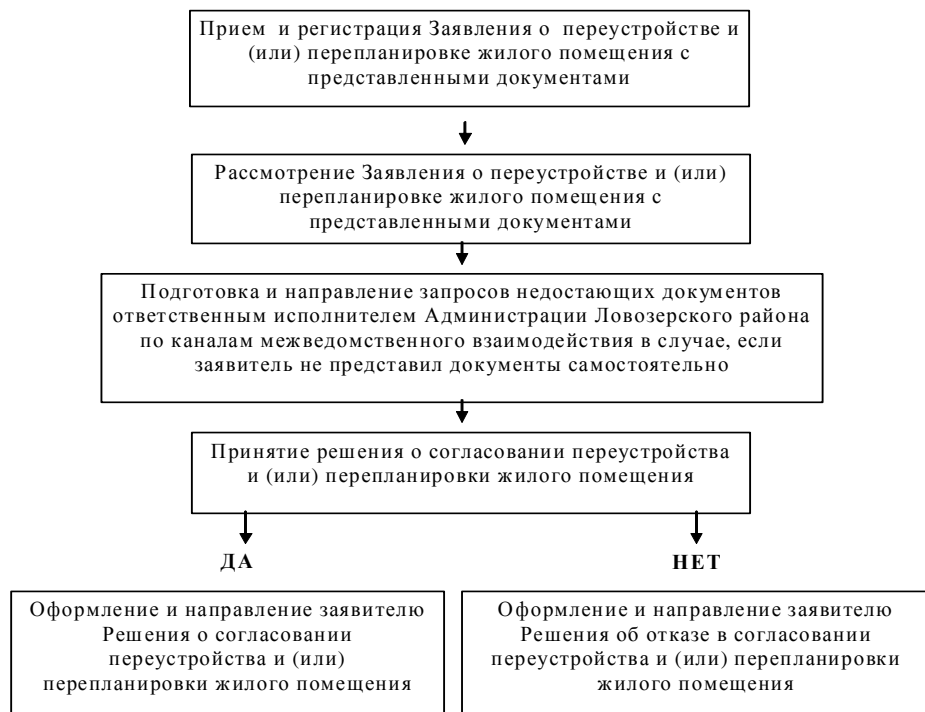 Прием и регистрация Заявления о переустройстве и
(или) перепланировке жилого помещения с
представленными документами
Рассмотрение Заявления о переустройстве и (или)
перепланировке жилого помещения с
представленными документами
Подготовка и направление запросов недостающих документов
ответственным исполнителем Администрации Ловозерского района
по каналам межведомственного взаимодействия в случае, если
заявитель не представил документы самостоятельно
Принятие решения о согласовании переустройства
и (или) перепланировки жилого помещения
ДА
НЕТ
Оформление и направление заявителю
Решения о согласовании
переустройства и (или)
перепланировки жилого помещения
Оформление и направление заявителю
Решения об отказе в согласовании
переустройства и (или) перепланировки
жилого помещения